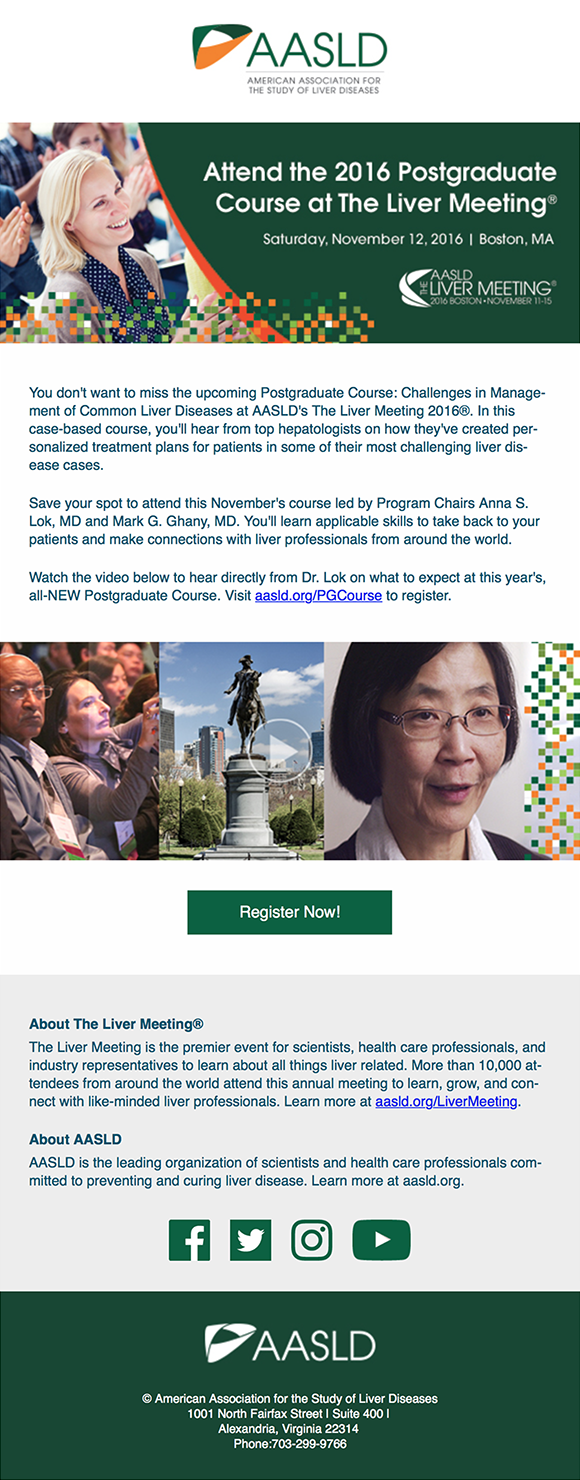 AASLD
AMERICAN ASSOCIATION FOR
THE STUDY OF LIVER DISEASES
Attend the 2016 Postgraduate
Course at The Liver Meeting®
Saturday, November 12, 2016 | Boston, MA
AASLD
THE LIVER MEETING®
2016 BOSTON • NOVEMBER 11-15
You don't want to miss the upcoming Postgraduate Course: Challenges in Manage-
ment of Common Liver Diseases at AASLD's The Liver Meeting 2016®. In this
case-based course, you'll hear from top hepatologists on how they've created per-
sonalized treatment plans for patients in some of their most challenging liver dis-
ease cases.
Save your spot to attend this November's course led by Program Chairs Anna S.
Lok, MD and Mark G. Ghany, MD. You'll learn applicable skills to take back to your
patients and make connections with liver professionals from around the world.
Watch the video below to hear directly from Dr. Lok on what to expect at this year's,
all-NEW Postgraduate Course. Visit aasld.org/PGCourse to register.
Register Now!
About The Liver Meeting®
The Liver Meeting is the premier event for scientists, health care professionals, and
industry representatives to learn about all things liver related. More than 10,000 at-
tendees from around the world attend this annual meeting to learn, grow, and con-
nect with like-minded liver professionals. Learn more at aasld.org/LiverMeeting.
About AASLD
AASLD is the leading organization of scientists and health care professionals com-
mitted to preventing and curing liver disease. Learn more at aasld.org.
AASLD
© American Association for the Study of Liver Diseases
1001 North Fairfax Street | Suite 400 |
Alexandria, Virginia 22314
Phone:703-299-9766